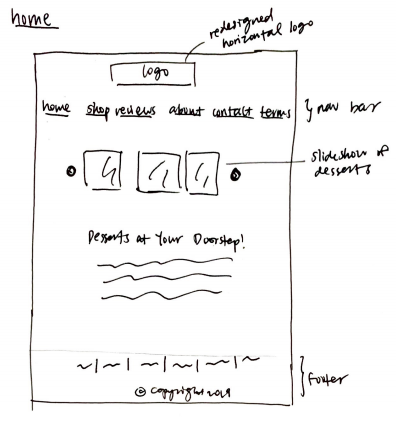 home
redesigned
horizontal logo
logo
home shop reviews about contact terms
} nav bar
slideshow of
desserts
Desserts at Your Doorstep!
footer
© copyright 2019